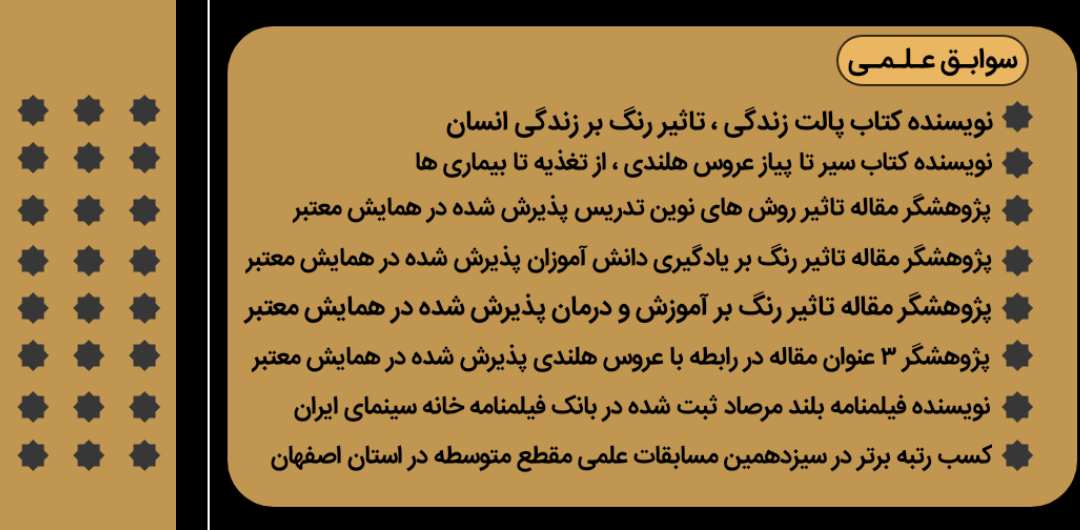 سوابق علمی
نویسنده کتاب پالت زندگی ، تاثیر رنگ بر زندگی انسان
نویسنده کتاب سیر تا پیاز عروس هلندی ، از تغذیه تا بیماری ها
پژوهشگر مقاله تاثیر روش های نوین تدریس پذیرش شده در همایش معتبر
پژوهشگر مقاله تاثیر رنگ بر یادگیری دانش آموزان پذیرش شده در همایش معتبر
پژوهشگر مقاله تاثیر رنگ بر آموزش و درمان پذیرش شده در همایش معتبر
پژوهشگر ۳ عنوان مقاله در رابطه با عروس هلندی پذیرش شده در همایش معتبر
نویسنده فیلمنامه بلند مرصاد ثبت شده در بانک فیلمنامه خانه سینمای ایران
کسب رتبه برتر در سیزدهمین مسابقات علمی مقطع متوسطه در استان اصفهان